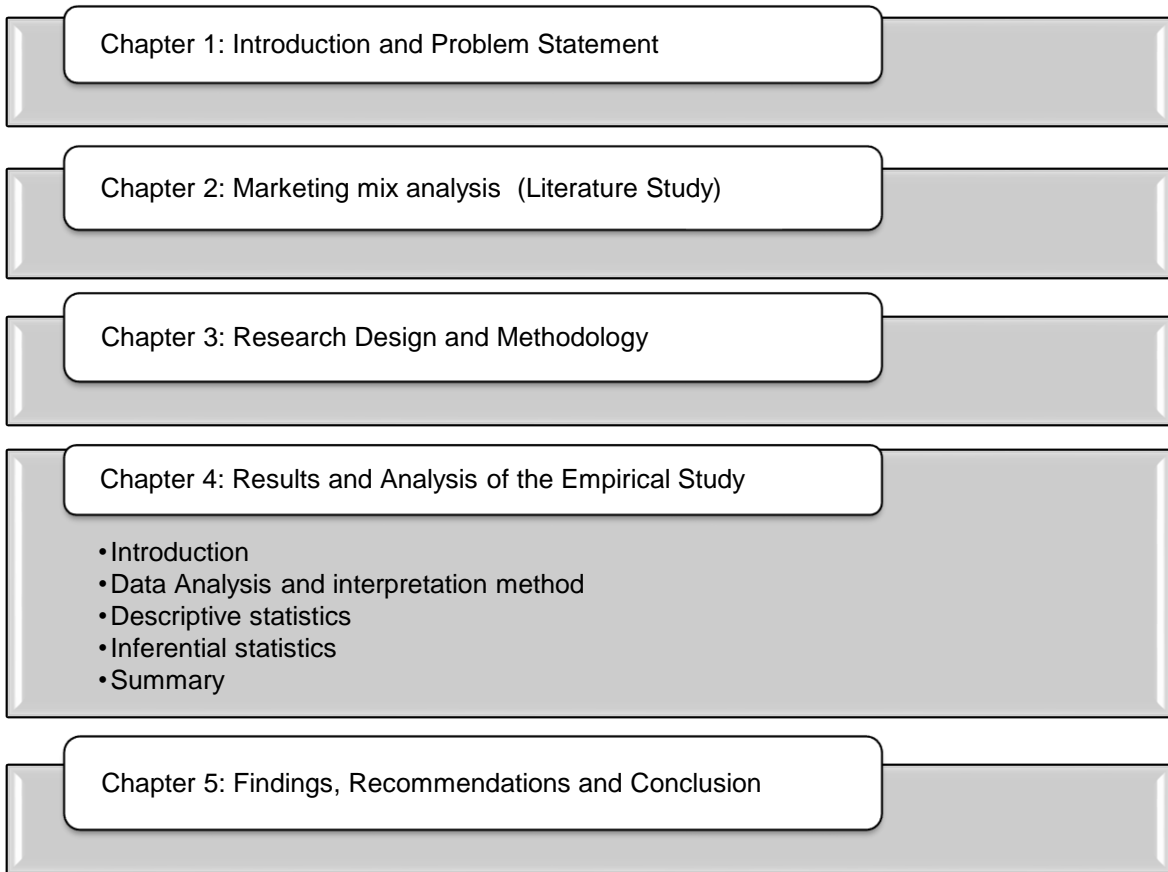 Chapter 1: Introduction and Problem Statement
Chapter 2: Marketing mix analysis  (Literature Study)
Chapter 3: Research Design and Methodology
Chapter 4: Results and Analysis of the Empirical Study
•Introduction
•Data Analysis and interpretation method
•Descriptive statistics
•Inferential statistics
•Summary
Chapter 5: Findings, Recommendations and Conclusion